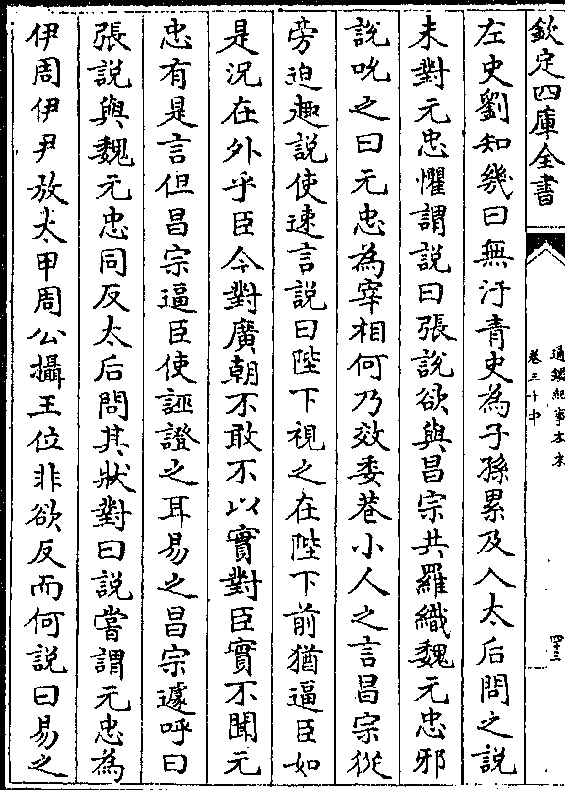 欽定四庫全書
通鑑紀事本末
卷三十中
四十三
左史劉知幾曰無汙青史為子孫累及入太后問之說
未對元忠懼謂說曰張說欲與昌宗共羅織魏元忠邪
說叱之曰元忠為宰相何乃效委巷小人之言昌宗從
旁迫趣說使速言說曰陛下視之在陛下前猶逼臣如
是況在外乎臣今對廣朝不敢不以實對臣實不聞元
忠有是言但昌宗逼臣使誣證之耳易之昌宗遽呼曰
張說與魏元忠同反太后問其狀對曰說嘗謂元忠為
伊周伊尹放太甲周公攝王位非欲反而何說曰易之